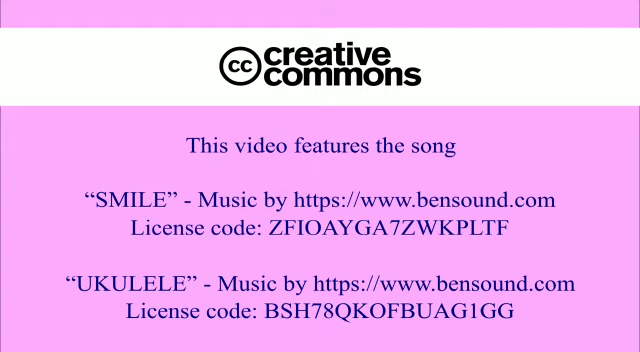 cc creative
commons
This video features the song
“SMILE” - Music by https://www.bensound.com
License code: ZFIOAYGA7ZWKPLTF
“UKULELE” - Music by https://www.bensound.com
License code: BSH78QKOFBUAG1GG